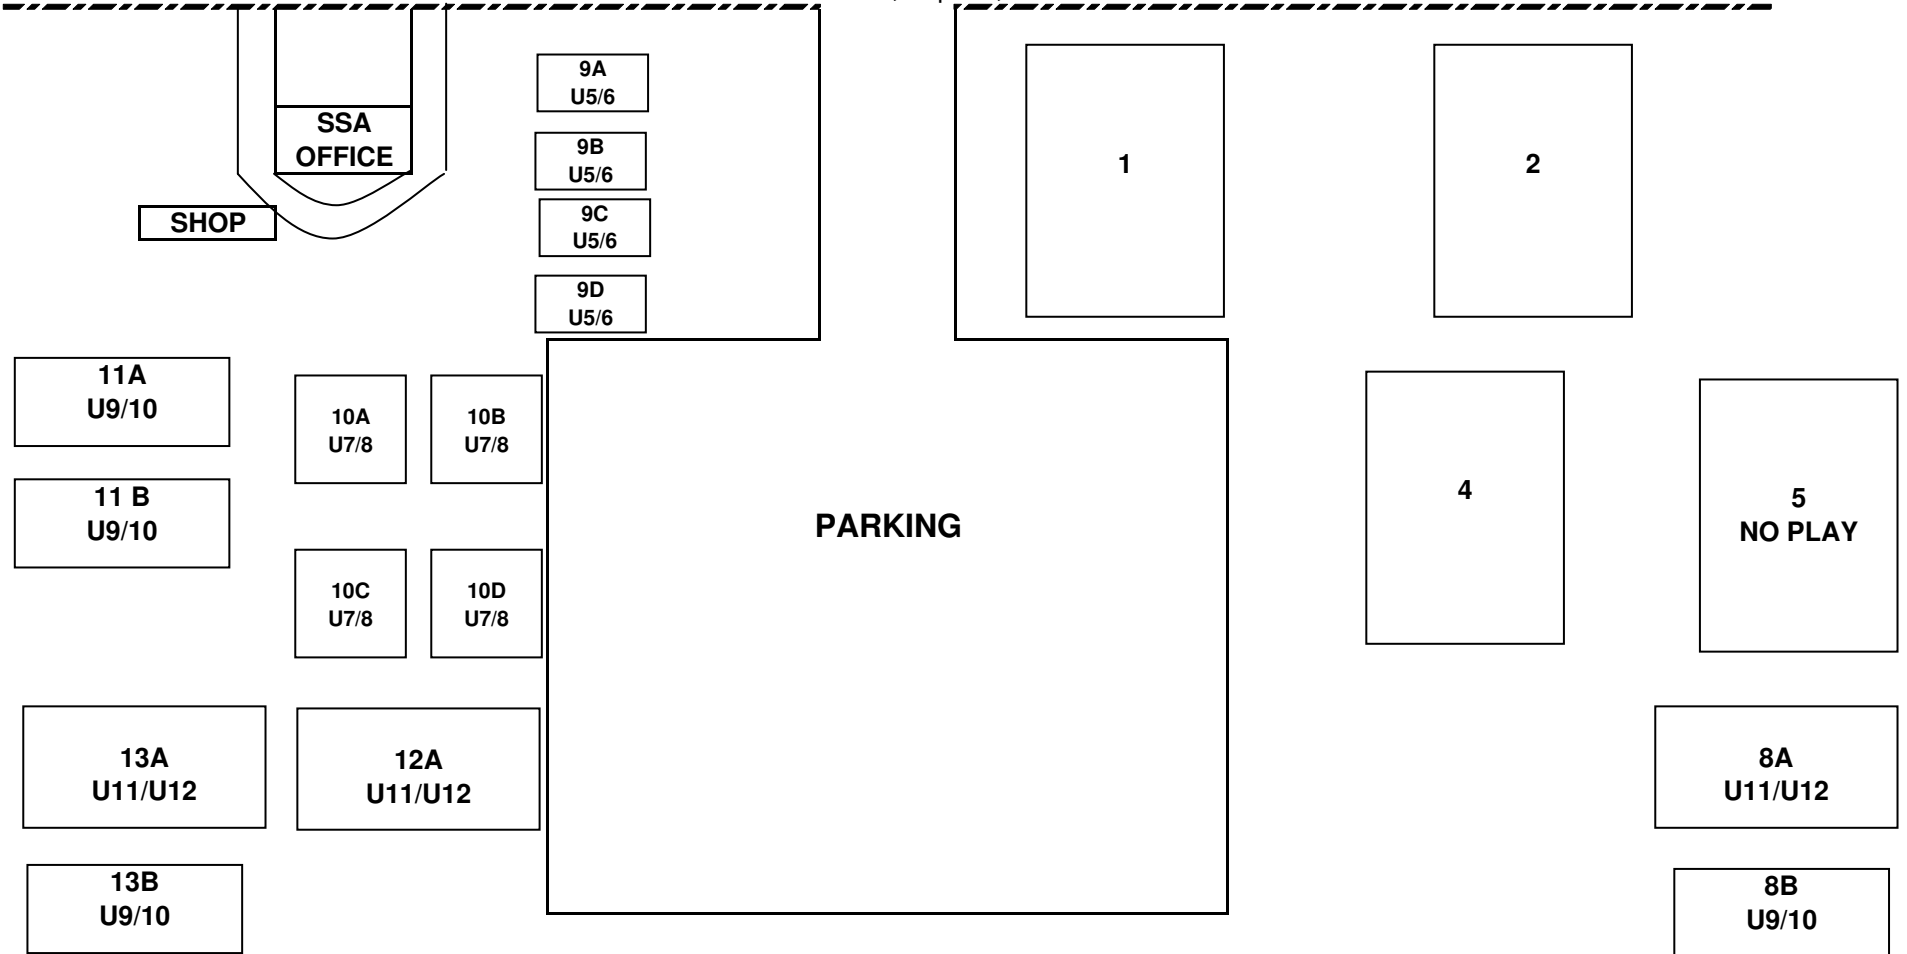 9A
U5/6
SSA
OFFICE
9B
U5/6
1
2
SHOP
9C
U5/6
9D
U5/6
11A
U9/10
10A
U7/8
10B
U7/8
4
5
NO PLAY
11 B
U9/10
PARKING
10C
U7/8
10D
U7/8
13A
U11/U12
12A
U11/U12
8A
U11/U12
13B
U9/10
8B
U9/10